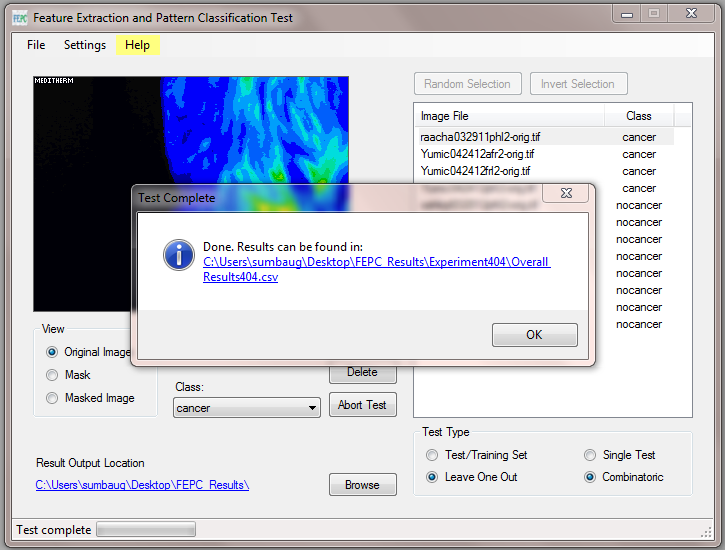 FEPC
Feature Extraction and Pattern Classification Test
File Settings Help
MEDITHERM
Random Selection Invert Selection
Image File Class
raacha032911phl2-orig.tif cancer
Yumic042412afr2-orig.tif cancer
Yumic042412frl2-orig.tif cancer
cancer
nocancer
nocancer
nocancer
nocancer
nocancer
nocancer
nocancer
nocancer
Test Complete
Done. Results can be found in:
C:\Users\sumbaug\Desktop\FEPC_Results\Experiment404\Overall_
Results404.csv
OK
View
Original Image
Mask
Masked Image
Delete
Class:
cancer
Abort Test
Test Type
Test/Training Set Single Test
Leave One Out Combinatoric
Result Output Location
C:\Users\sumbaug\Desktop\FEPC_Results\
Browse
Test complete